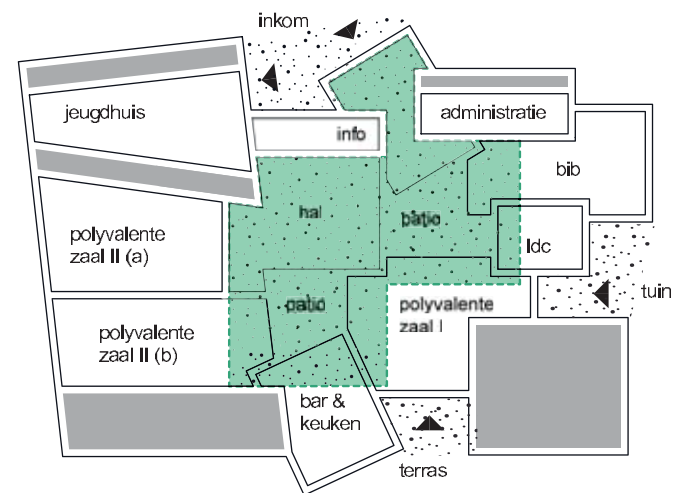 inkom
jeugdhuis
info
administratie
bib
hal
patio
polyvalente
zaal II (a)
ldc
tuin
patio
polyvalente
zaal I
polyvalente
zaal II (b)
bar &
keuken
terras